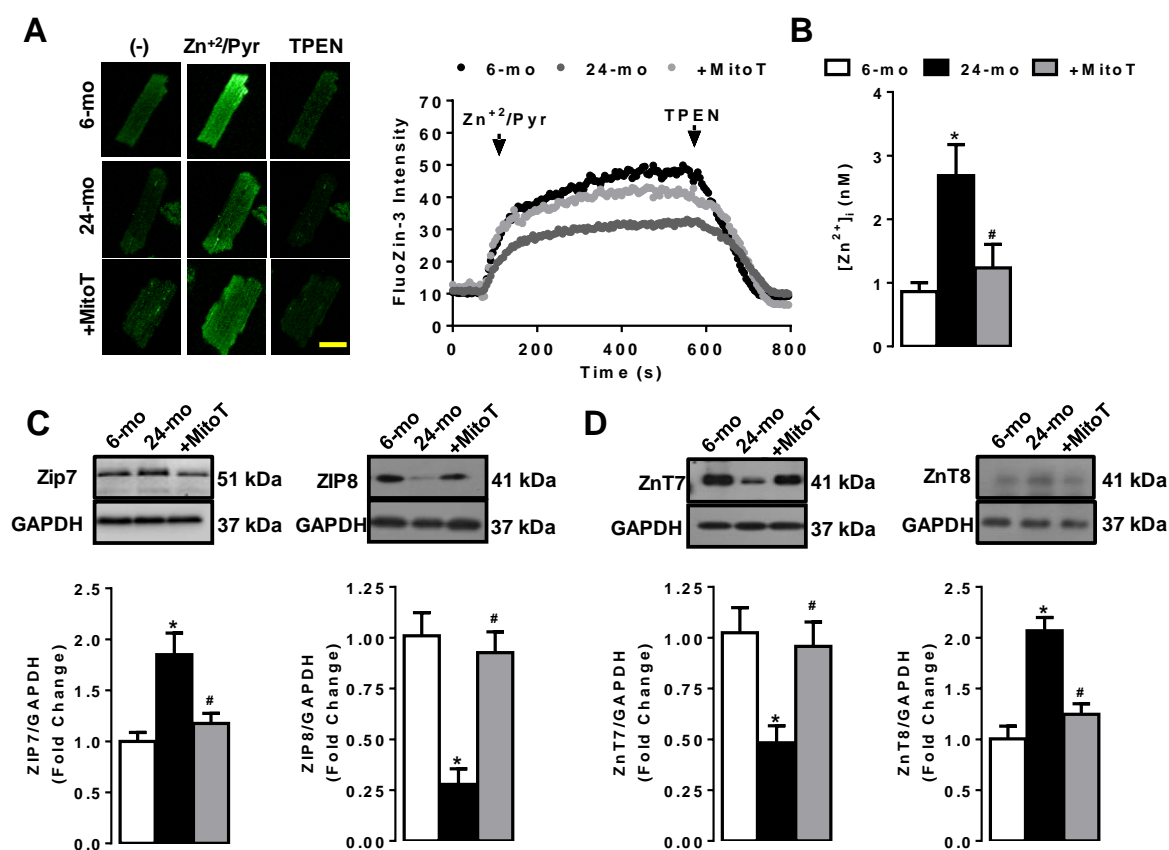 A
(-) Zn+2/Pyr TPEN
6-mo
24-mo
+MitoT
6-mo 24-mo +MitoT
FluoZin-3 Intensity
70
60
50
40
30
20
10
0
Zn+2/Pyr
TPEN
0 200 400 600 800
Time (s)
B
6-mo 24-mo +MitoT
[Zn2+]i (nM)
4
3
2
1
0
*
#
C
6-mo 24-mo +MitoT
Zip7 51 kDa
GAPDH 37 kDa
6-mo 24-mo +MitoT
ZIP8 41 kDa
GAPDH 37 kDa
D
6-mo 24-mo +MitoT
ZnT7 41 kDa
GAPDH 37 kDa
6-mo 24-mo +MitoT
ZnT8 41 kDa
GAPDH 37 kDa
ZIP7/GAPDH
(Fold Change)
2.5
2.0
1.5
1.0
0.5
0.0
*
#
ZIP8/GAPDH
(Fold Change)
1.25
1.00
0.75
0.50
0.25
0.00
*
#
ZnT7/GAPDH
(Fold Change)
1.25
1.00
0.75
0.50
0.25
0.00
*
#
ZnT8/GAPDH
(Fold Change)
2.5
2.0
1.5
1.0
0.5
0.0
*
#